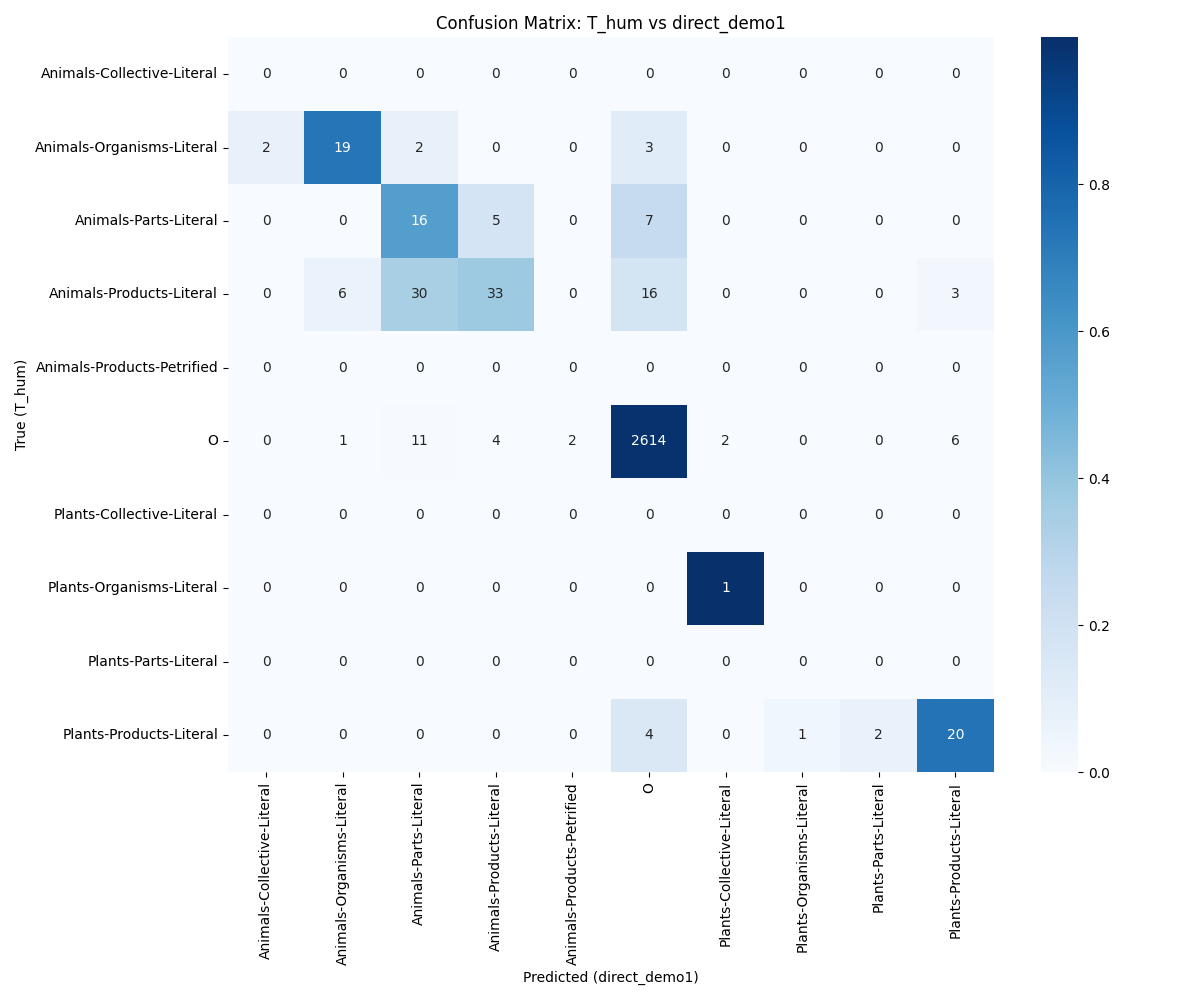 Confusion Matrix: T_hum vs direct_demo1
True (T_hum)
Animals-Collective-Literal 0 0 0 0 0 0 0 0 0 0
Animals-Organisms-Literal 2 19 2 0 0 3 0 0 0 0
Animals-Parts-Literal 0 0 16 5 0 7 0 0 0 0
Animals-Products-Literal 0 6 30 33 0 16 0 0 0 3
Animals-Products-Petrified 0 0 0 0 0 0 0 0 0 0
O 0 1 11 4 2 2614 2 0 0 6
Plants-Collective-Literal 0 0 0 0 0 0 0 0 0 0
Plants-Organisms-Literal 0 0 0 0 0 0 1 0 0 0
Plants-Parts-Literal 0 0 0 0 0 0 0 0 0 0
Plants-Products-Literal 0 0 0 0 0 4 0 1 2 20
Animals-Collective-Literal
Animals-Organisms-Literal
Animals-Parts-Literal
Animals-Products-Literal
Animals-Products-Petrified
O
Plants-Collective-Literal
Plants-Organisms-Literal
Plants-Parts-Literal
Plants-Products-Literal
Predicted (direct_demo1)
0.8
0.6
0.4
0.2
0.0